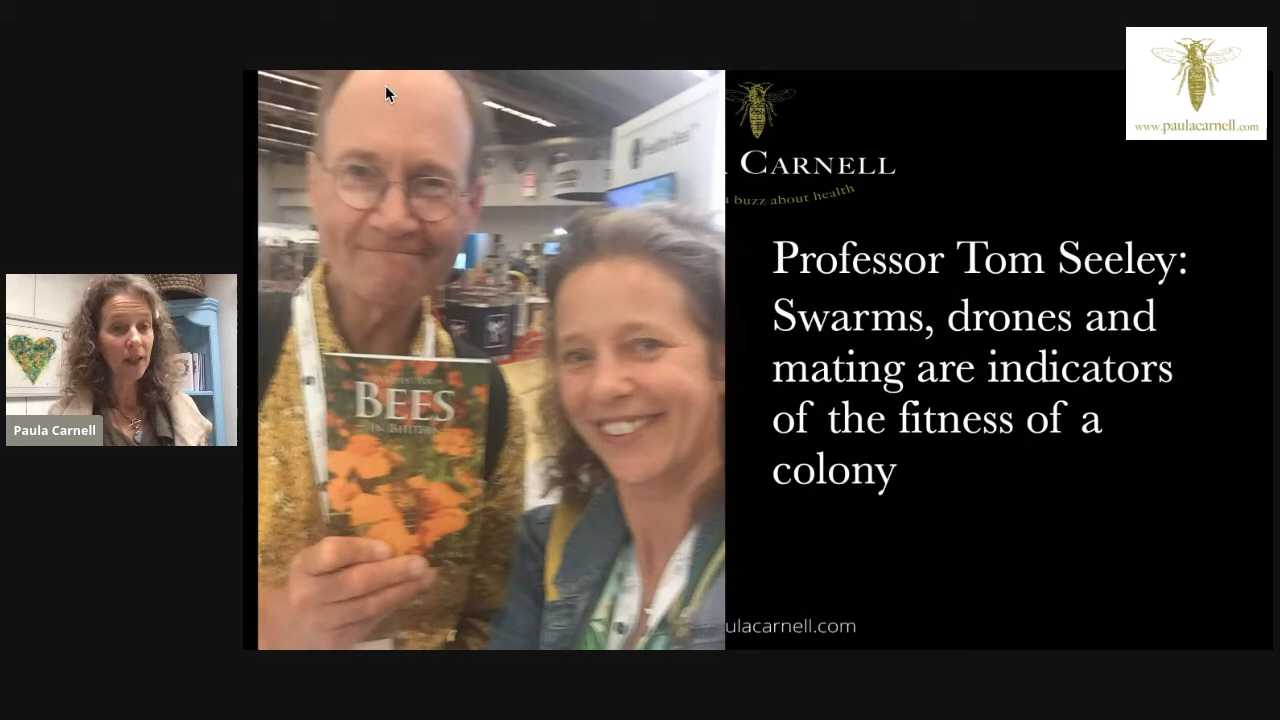 www.paulacarnell.com
CARNELL
buzz about health
Professor Tom Seeley:
Swarms, drones and
mating are indicators
of the fitness of a
colony
BEES
IN BHUTAN
Paula Carnell
ulacarnell.com